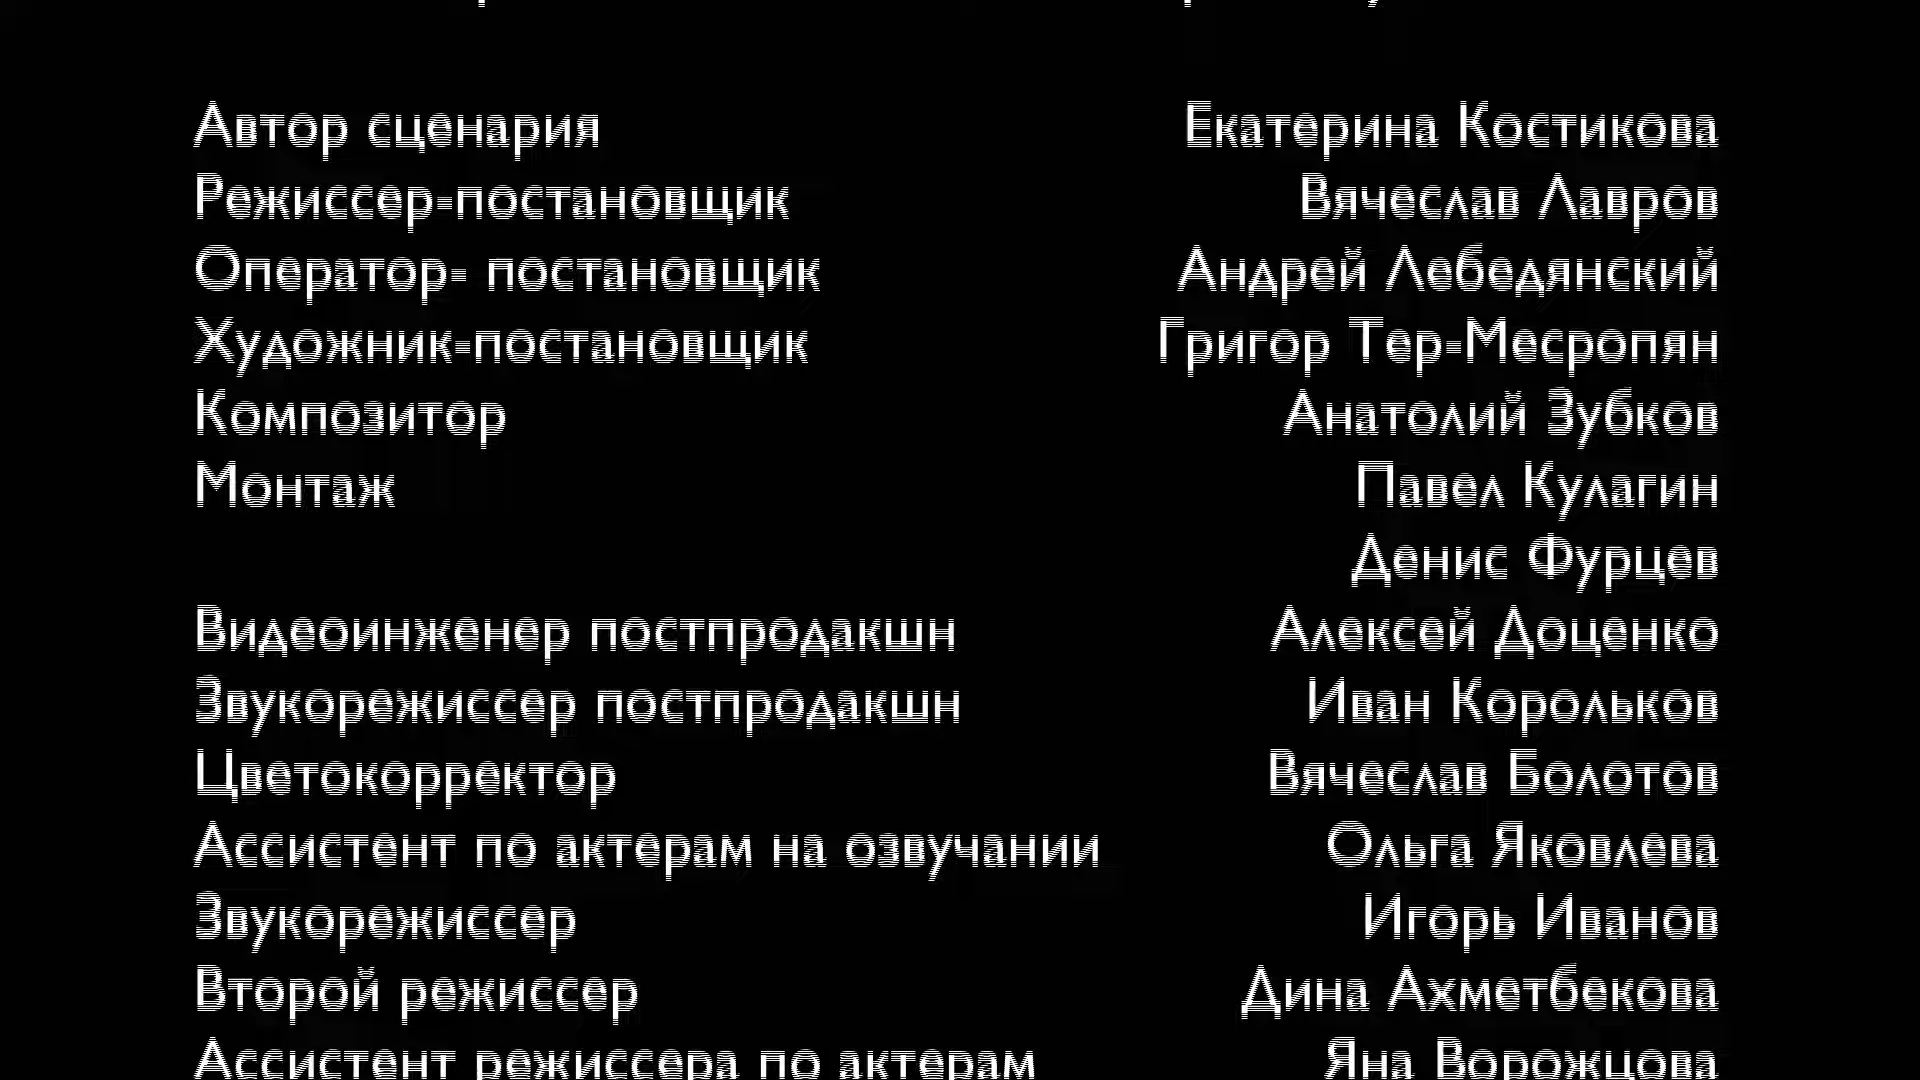 Автор сценария Екатерина Костикова
Режиссер-постановщик Вячеслав Лавров
Оператор- постановщик Андрей Лебедянский
Художник-постановщик Григор Тер-Месропян
Композитор Анатолий Зубков
Монтаж Павел Кулагин
Денис Фурцев
Видеоинженер постпродакшн Алексей Доценко
Звукорежиссер постпродакшн Иван Корольков
Цветокорректор Вячеслав Болотов
Ассистент по актерам на озвучании Ольга Яковлева
Звукорежиссер Игорь Иванов
Второй режиссер Дина Ахметбекова
Ассистент режиссера по актерам Яна Ворожцова